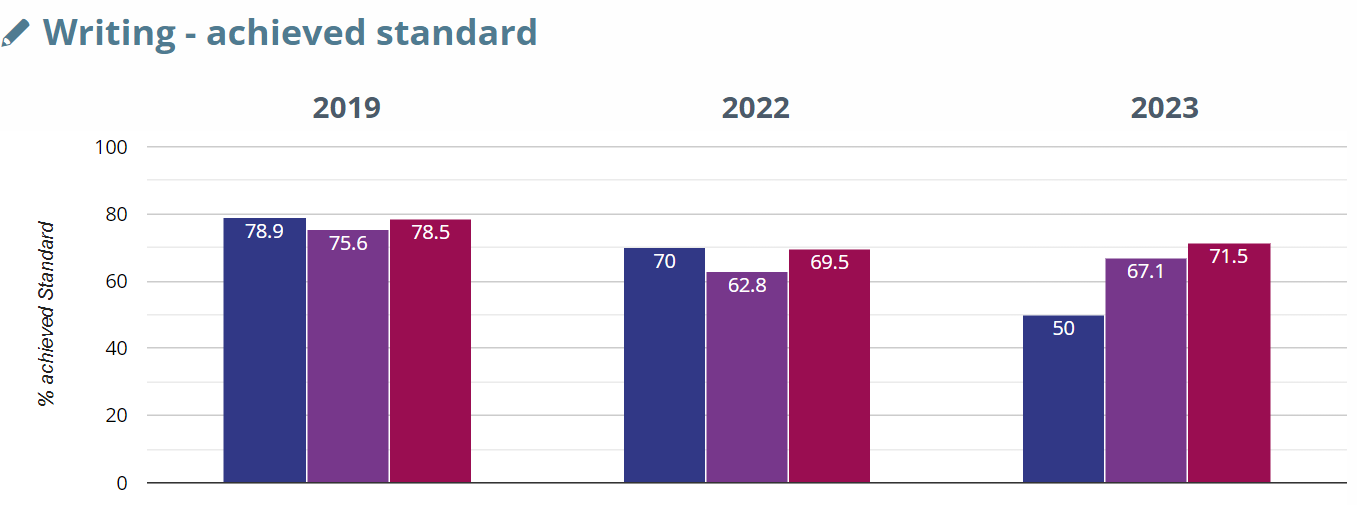 Writing - achieved standard
2019 2022 2023
100
80
60
40
20
0
% achieved Standard
78.9 75.6 78.5
70 62.8 69.5
50 67.1 71.5